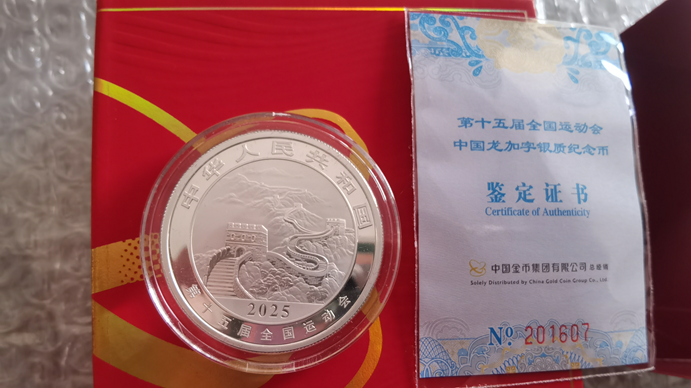 中华人民共和国
2025
第十五届全国运动会
第十五届全国运动会
中国龙加字银质纪念币
鉴定证书
Certificate of Authenticity
中国金币集团有限公司 总经销
Solely Distributed by China Gold Coin Group Co., Ltd.
No. 201607